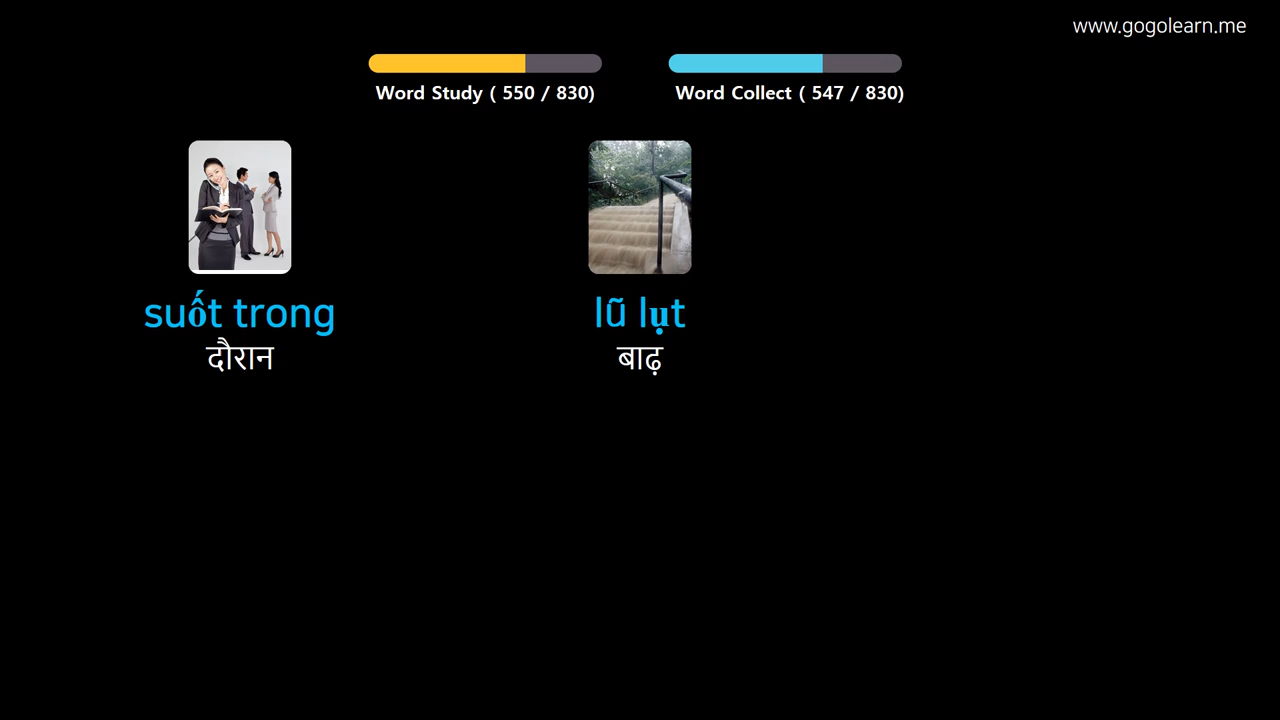 www.gogolearn.me
Word Study ( 550 / 830)
Word Collect ( 547 / 830)
suốt trong
दौरान
lũ lụt
बाढ़